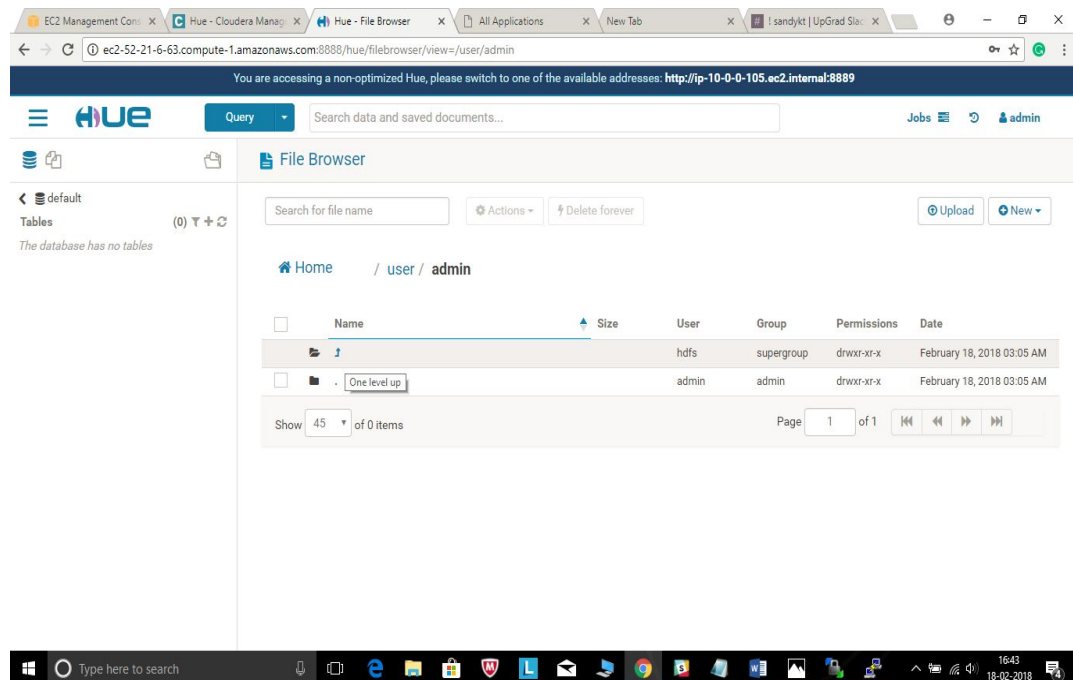 EC2 Management Cons
Hue - Cloudera Manag
Hue - File Browser
All Applications
New Tab
! sandykt | UpGrad Slac
ec2-52-21-6-63.compute-1.amazonaws.com:8888/hue/filebrowser/view=/user/admin
You are accessing a non-optimized Hue, please switch to one of the available addresses: http://ip-10-0-0-105.ec2.internal:8889
HUE
Query
Search data and saved documents...
Jobs
admin
File Browser
default
Tables (0)
The database has no tables
Search for file name
Actions
Delete forever
Upload
New
Home / user / admin
Name Size User Group Permissions Date
hdfs supergroup drwxr-xr-x February 18, 2018 03:05 AM
. One level up admin admin drwxr-xr-x February 18, 2018 03:05 AM
Show 45 of 0 items
Page 1 of 1
Type here to search
16:43
18-02-2018